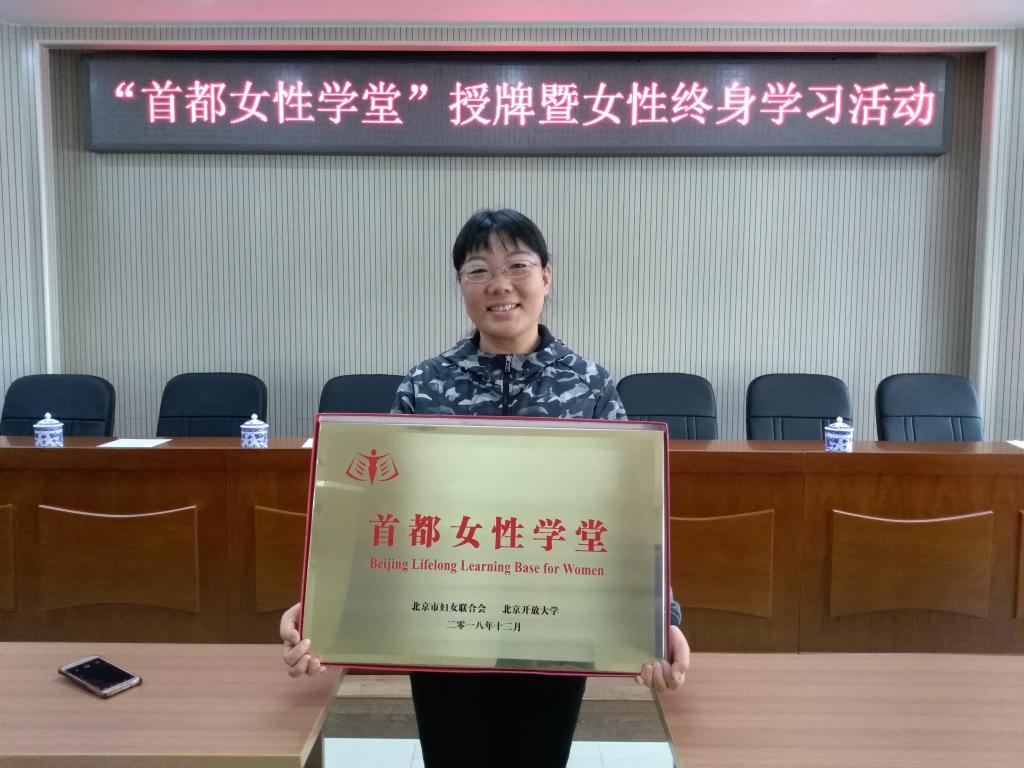 “首都女性学堂”授牌暨女性终身学习活动
首都女性学堂
Beijing Lifelong Learning Base for Women
北京市妇女联合会 北京开放大学
二零一八年十二月